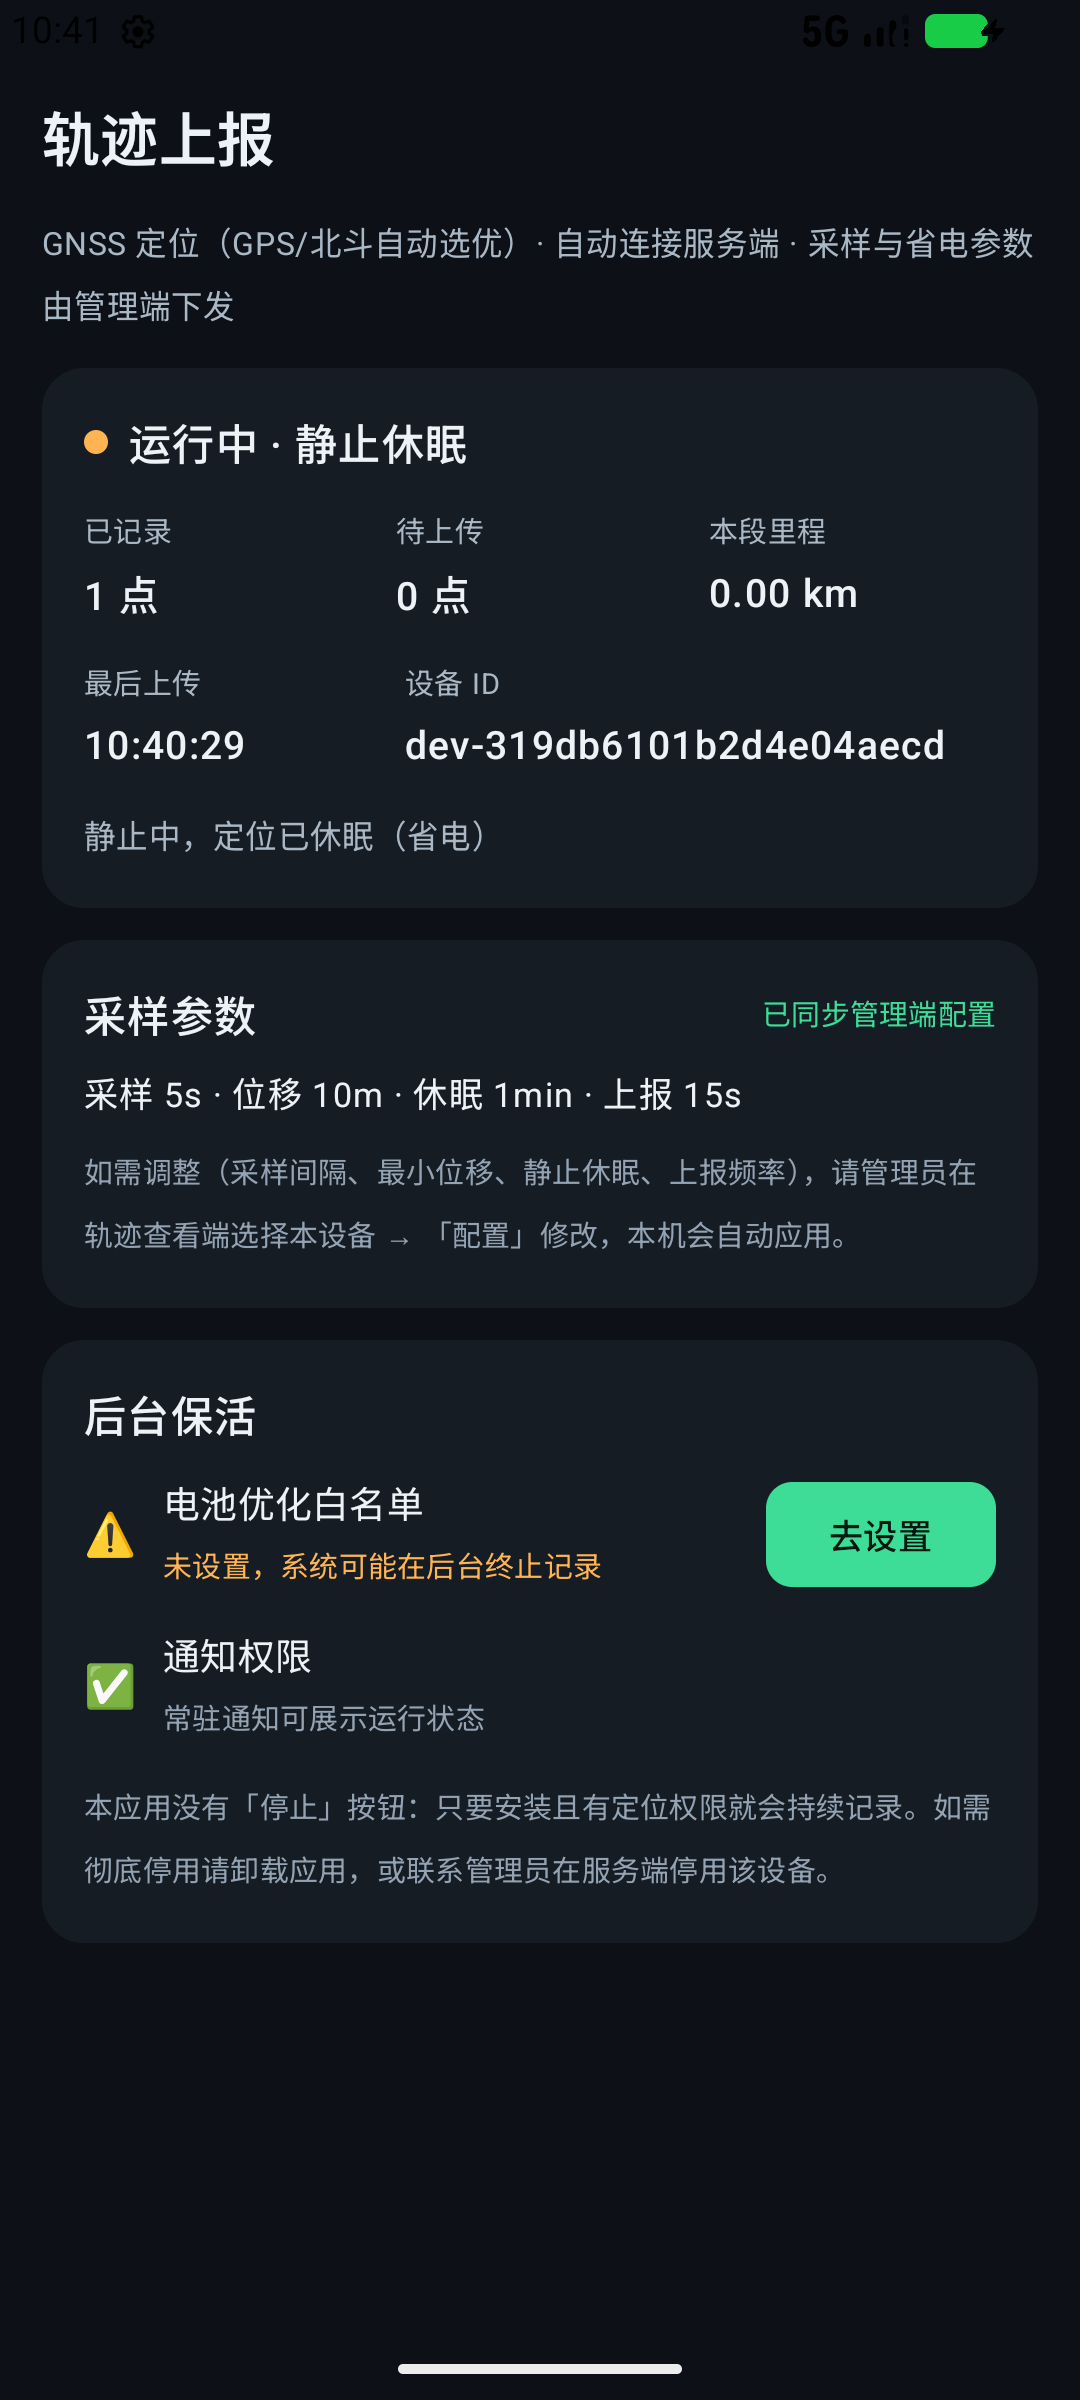 10:41
5G
轨迹上报
GNSS 定位（GPS/北斗自动选优）· 自动连接服务端 · 采样与省电参数
由管理端下发
运行中 · 静止休眠
已记录 待上传 本段里程
1 点 0 点 0.00 km
最后上传 设备 ID
10:40:29 dev-319db6101b2d4e04aecd
静止中，定位已休眠（省电）
采样参数 已同步管理端配置
采样 5s · 位移 10m · 休眠 1min · 上报 15s
如需调整（采样间隔、最小位移、静止休眠、上报频率），请管理员在
轨迹查看端选择本设备 → 「配置」修改，本机会自动应用。
后台保活
电池优化白名单
未设置，系统可能在后台终止记录
去设置
通知权限
常驻通知可展示运行状态
本应用没有「停止」按钮：只要安装且有定位权限就会持续记录。如需
彻底停用请卸载应用，或联系管理员在服务端停用该设备。